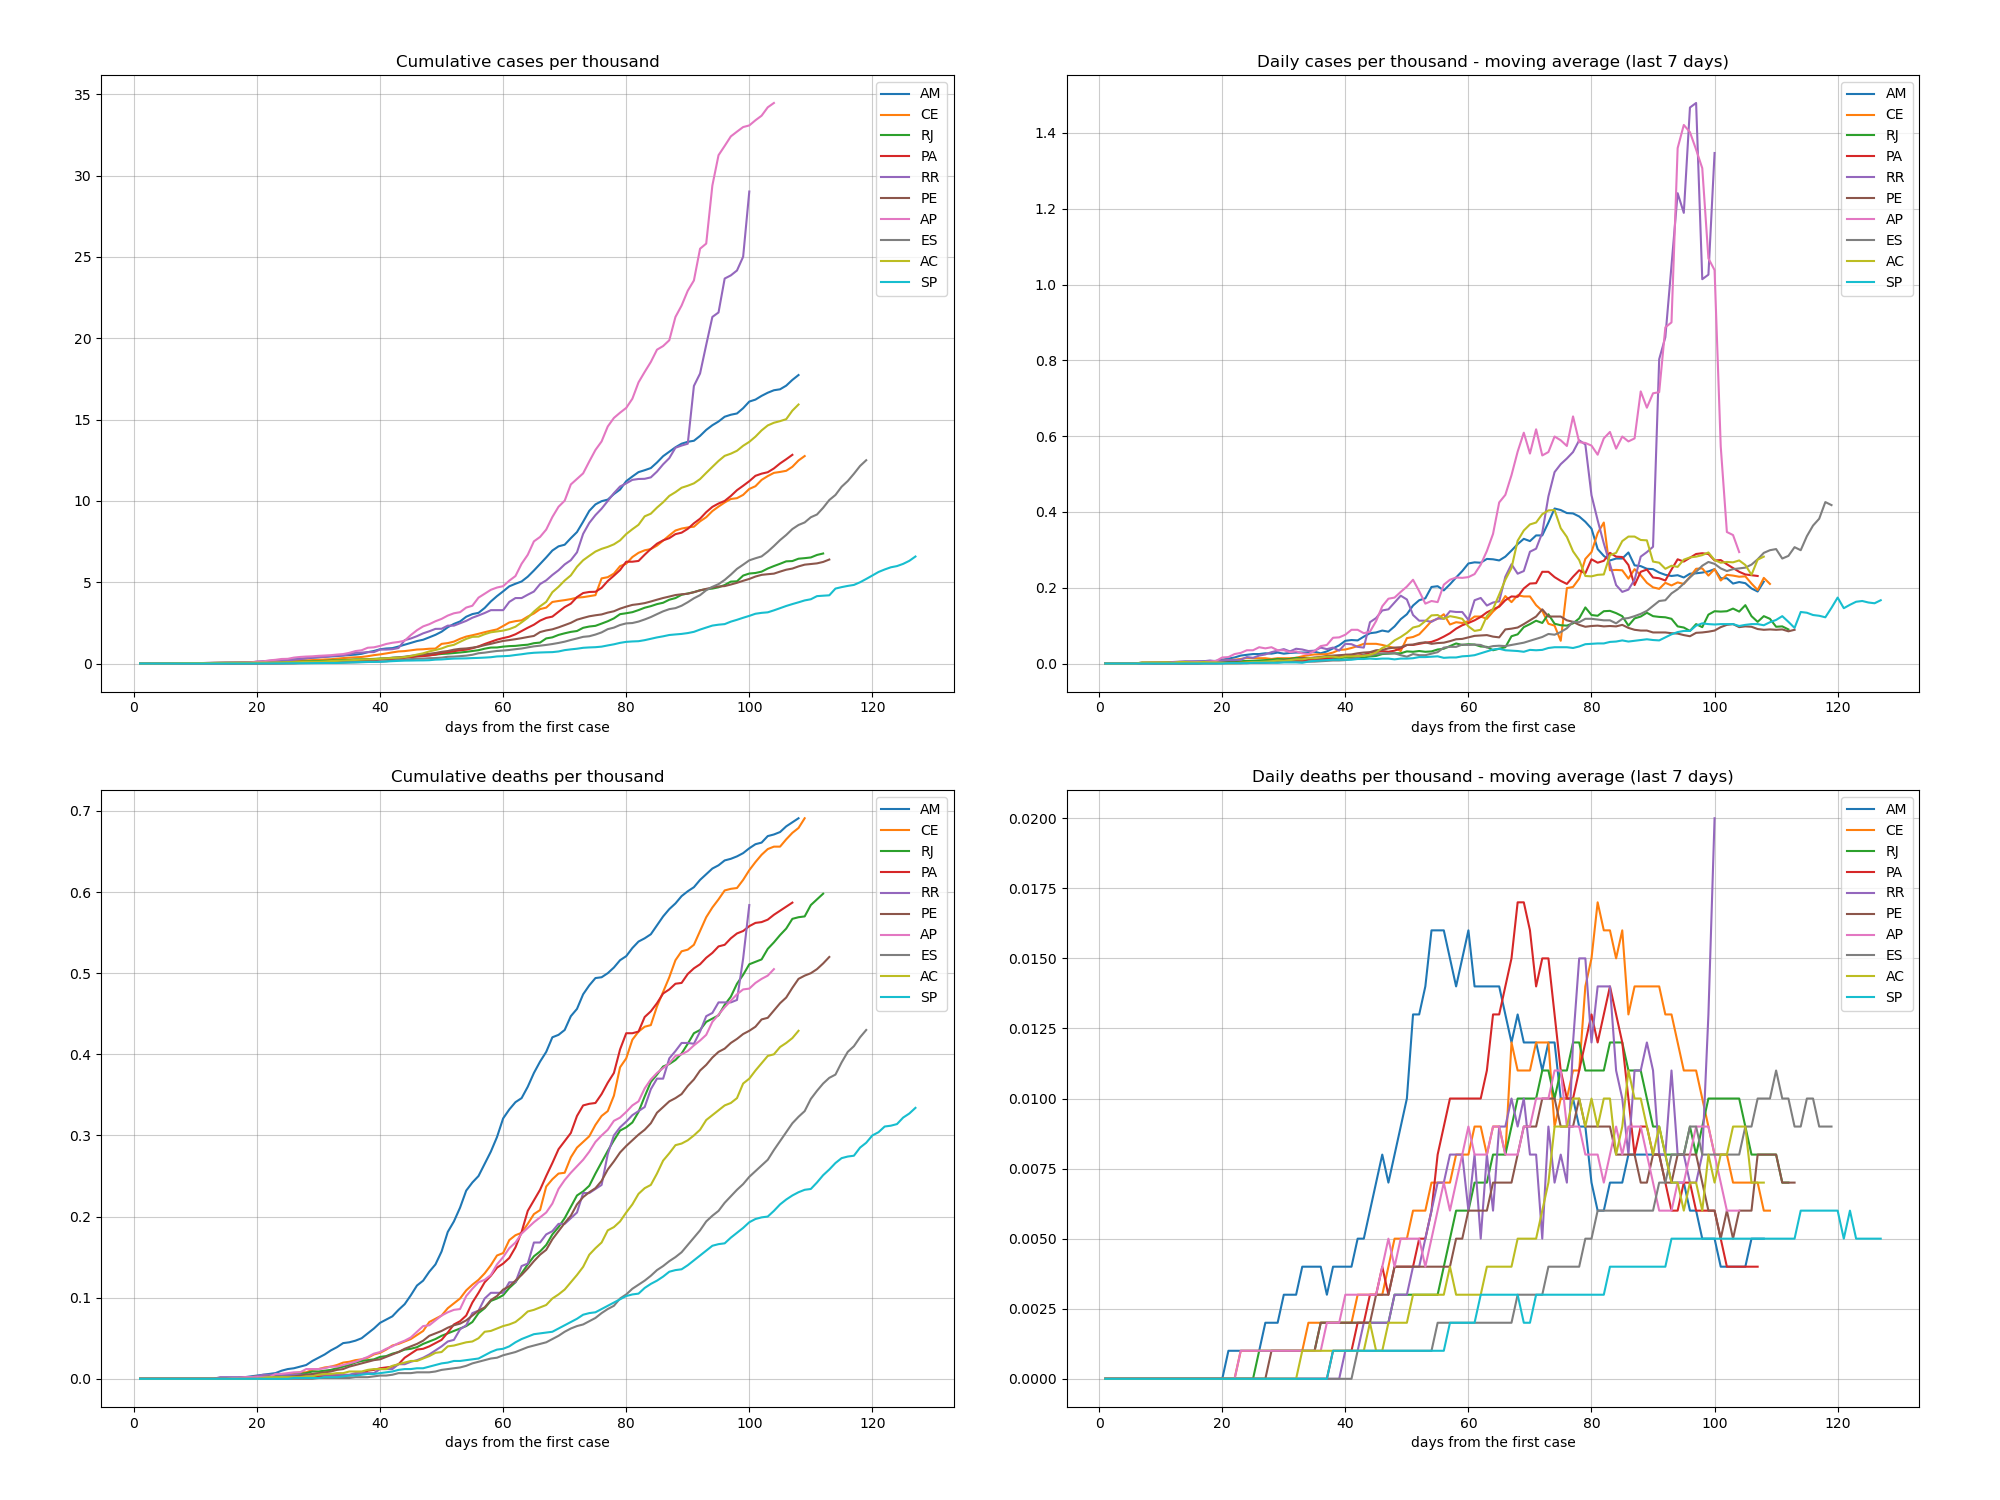 Cumulative cases per thousand
35
30
25
20
15
10
5
0
0 20 40 60 80 100 120
days from the first case
AM
CE
RJ
PA
RR
PE
AP
ES
AC
SP
Daily cases per thousand - moving average (last 7 days)
1.4
1.2
1.0
0.8
0.6
0.4
0.2
0.0
0 20 40 60 80 100 120
days from the first case
AM
CE
RJ
PA
RR
PE
AP
ES
AC
SP
Cumulative deaths per thousand
0.7
0.6
0.5
0.4
0.3
0.2
0.1
0.0
0 20 40 60 80 100 120
days from the first case
AM
CE
RJ
PA
RR
PE
AP
ES
AC
SP
Daily deaths per thousand - moving average (last 7 days)
0.0200
0.0175
0.0150
0.0125
0.0100
0.0075
0.0050
0.0025
0.0000
0 20 40 60 80 100 120
days from the first case
AM
CE
RJ
PA
RR
PE
AP
ES
AC
SP